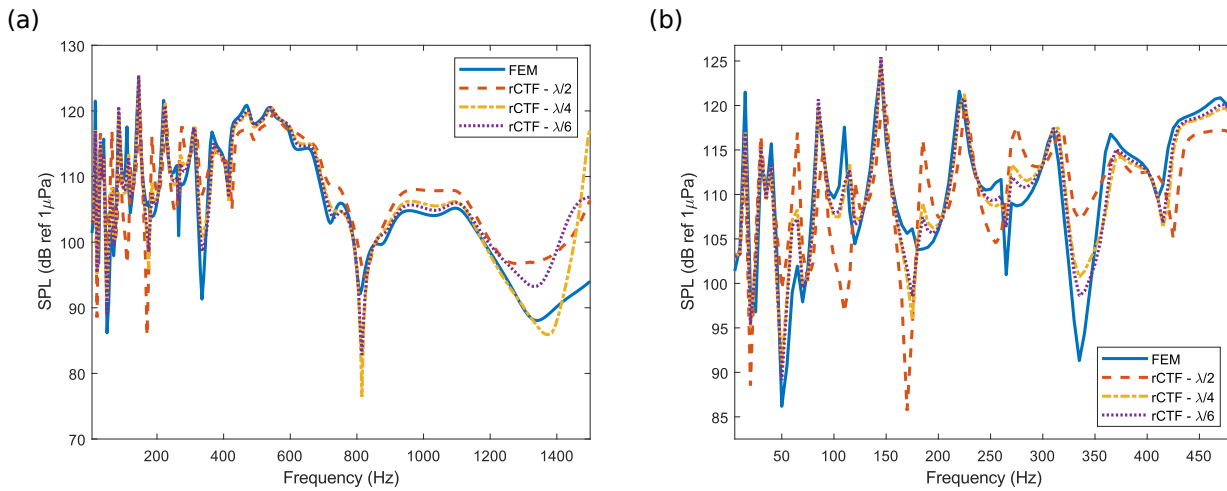 (a)
130
120
110
100
90
80
70
SPL (dB ref 1μPa)
200 400 600 800 1000 1200 1400
Frequency (Hz)
FEM
rCTF - λ/2
rCTF - λ/4
rCTF - λ/6
(b)
125
120
115
110
105
100
95
90
85
SPL (dB ref 1μPa)
50 100 150 200 250 300 350 400 450
Frequency (Hz)
FEM
rCTF - λ/2
rCTF - λ/4
rCTF - λ/6